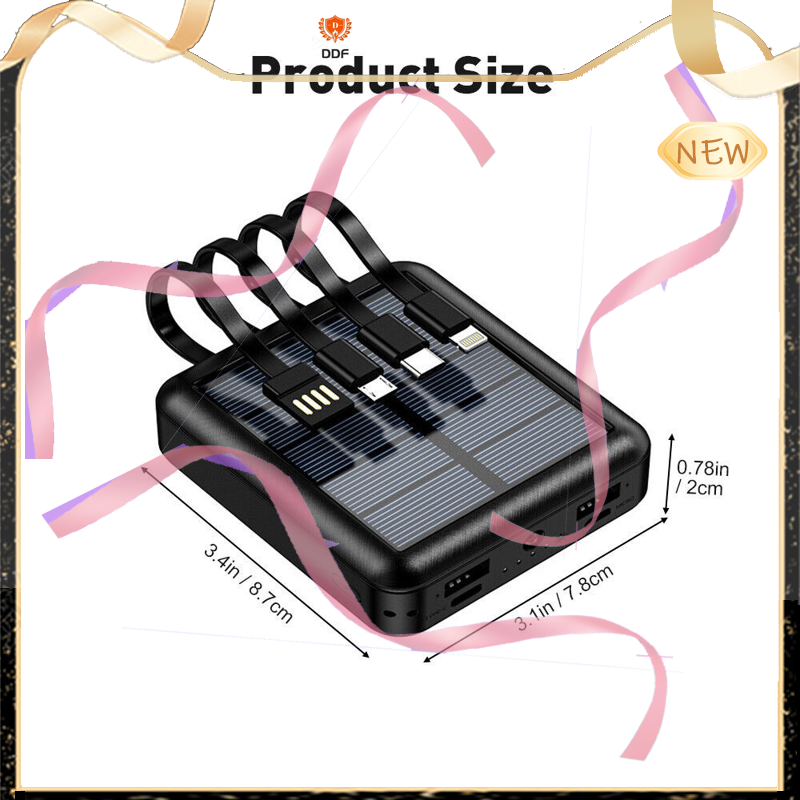 DDF
Product Size
NEW
0.78in
/ 2cm
3.4in / 8.7cm
3.1in / 7.8cm